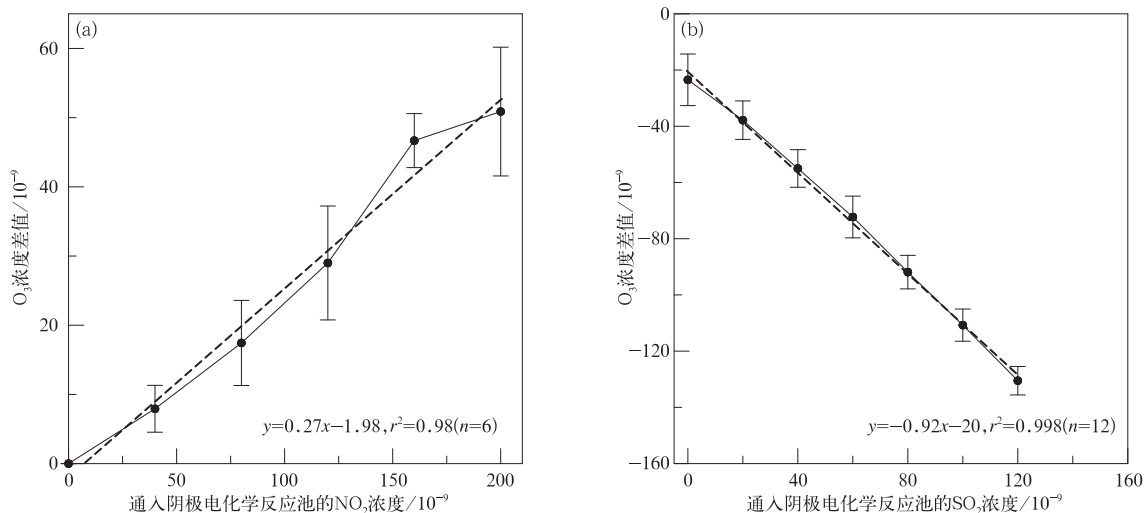 (a)
60
40
20
0
O₃浓度差值/10⁻⁹
y=0.27x−1.98,r²=0.98(n=6)
0 50 100 150 200
通入阴极电化学反应池的NO₂浓度/10⁻⁹
(b)
0
−40
−80
−120
−160
O₃浓度差值/10⁻⁹
y=−0.92x−20,r²=0.998(n=12)
0 40 80 120 160
通入阴极电化学反应池的SO₂浓度/10⁻⁹